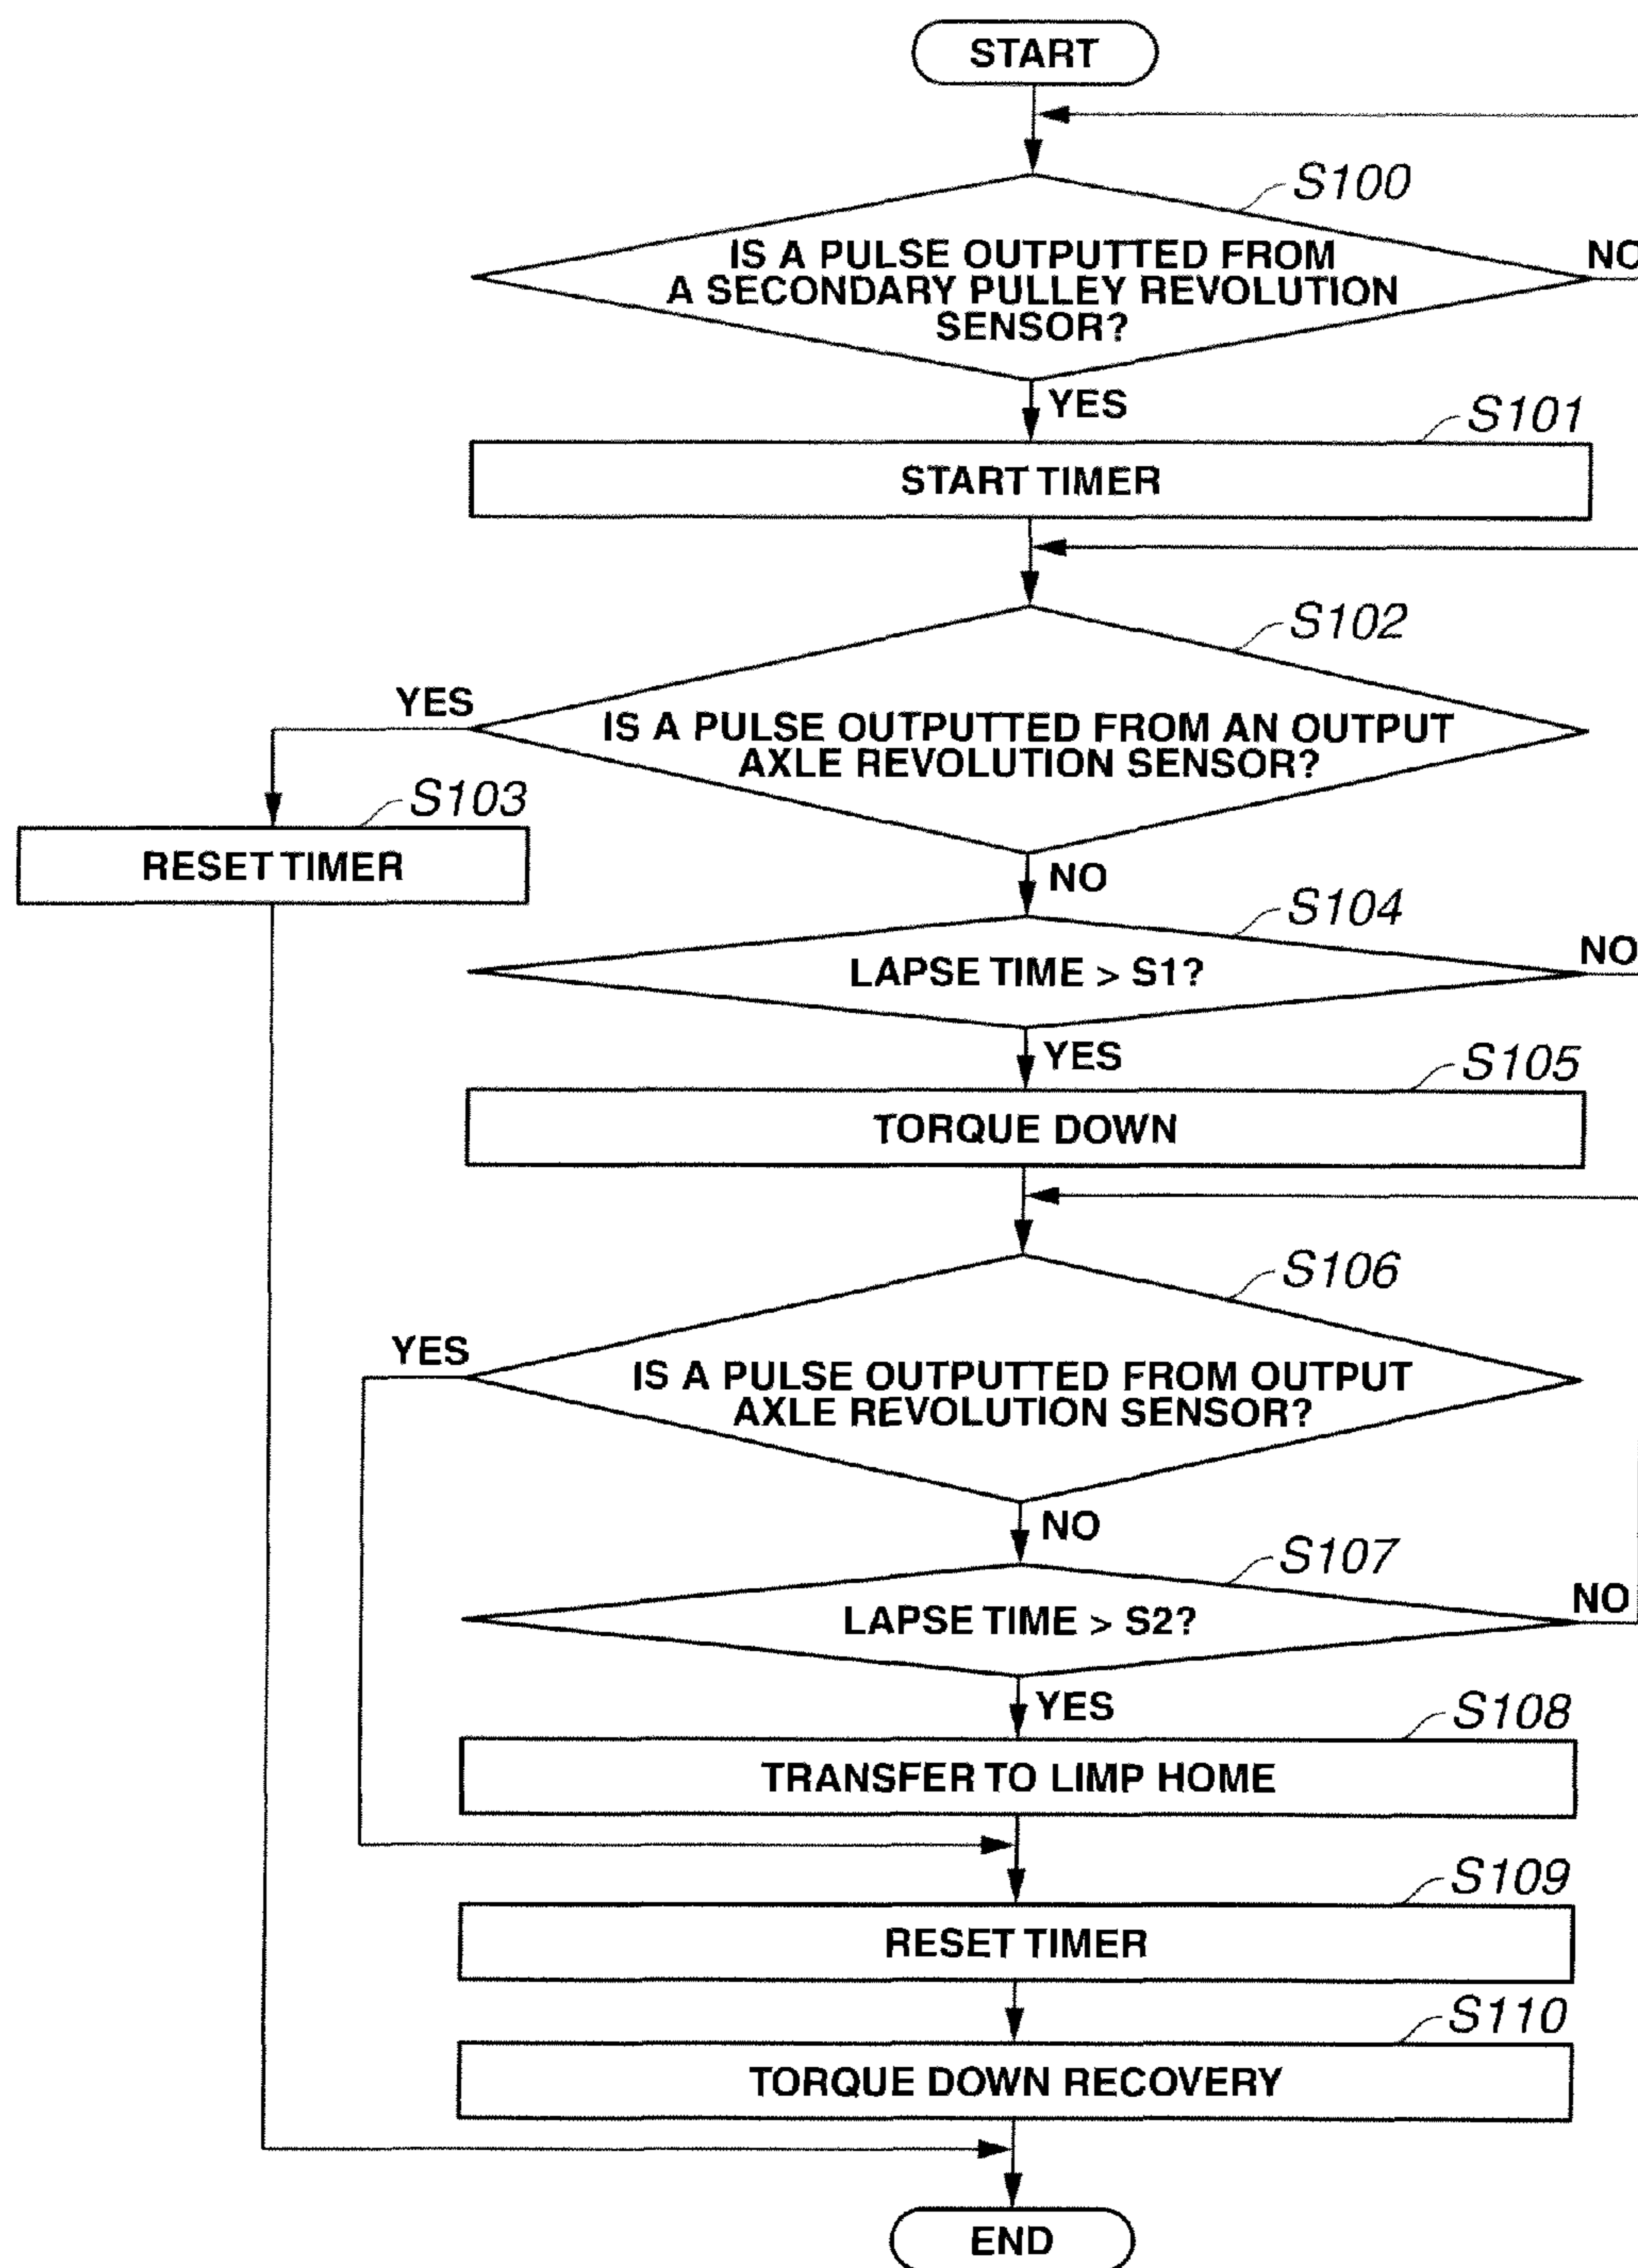 START
S100
IS A PULSE OUTPUTTED FROM
A SECONDARY PULLEY REVOLUTION
SENSOR?
NO
YES
S101
START TIMER
S102
YES
IS A PULSE OUTPUTTED FROM AN OUTPUT
AXLE REVOLUTION SENSOR?
S103
RESET TIMER
NO
S104
LAPSE TIME > S1?
NO
YES
S105
TORQUE DOWN
S106
YES
IS A PULSE OUTPUTTED FROM OUTPUT
AXLE REVOLUTION SENSOR?
NO
S107
LAPSE TIME > S2?
NO
YES
S108
TRANSFER TO LIMP HOME
S109
RESET TIMER
S110
TORQUE DOWN RECOVERY
END